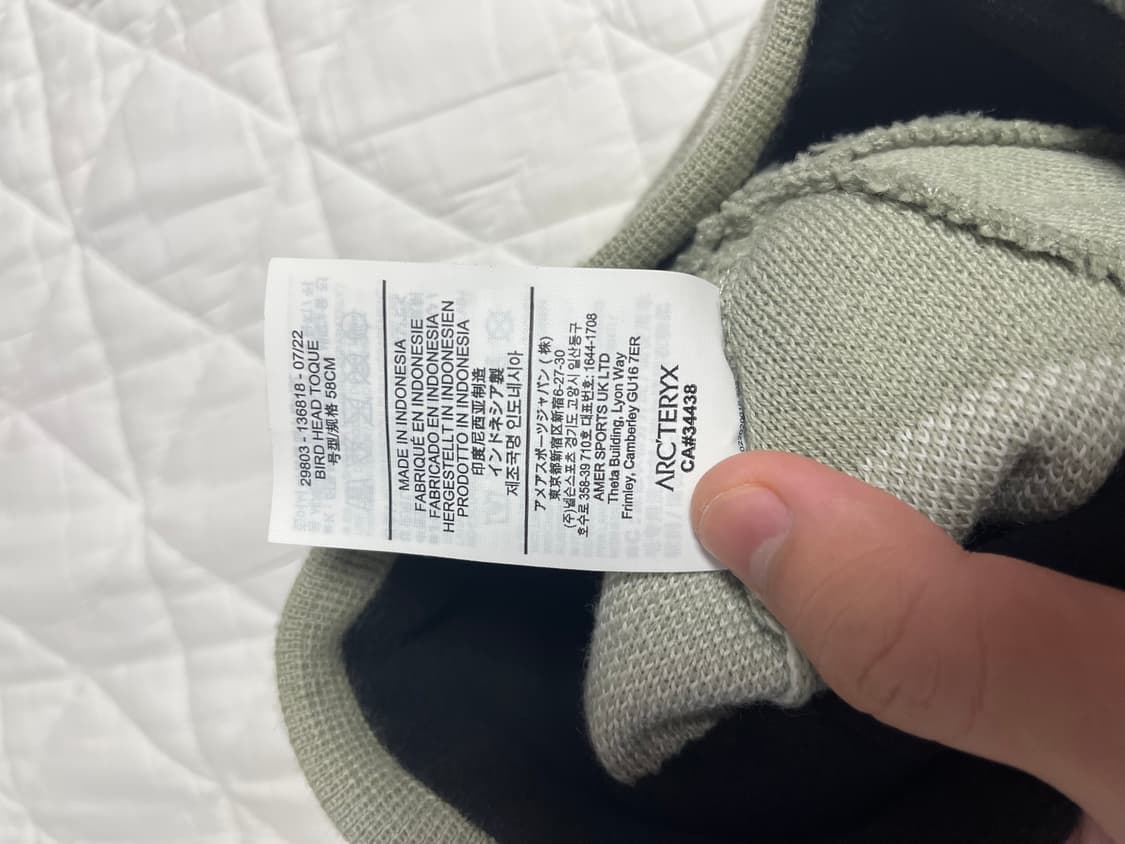 ARC'TERYX
CA#34438
アメアスポーツジャパン (株)
東京都新宿区新宿6-27-30
(주)넬슨스포츠 경기도 고양시 일산동구
호수로 358-39 710호 대표번호: 1644-1708
AMER SPORTS UK LTD
Theta Building, Lyon Way
Frimley, Camberley GU16 7ER
MADE IN INDONESIA
FABRIQUÉ EN INDONESIE
FABRICADO EN INDONESIA
HERGESTELLT IN INDONESIEN
PRODOTTO IN INDONESIA
印度尼西亚制造
インドネシア製
제조국명 인도네시아
29803 - 136818 - 07/22
BIRD HEAD TOQUE
号型/规格 58CM